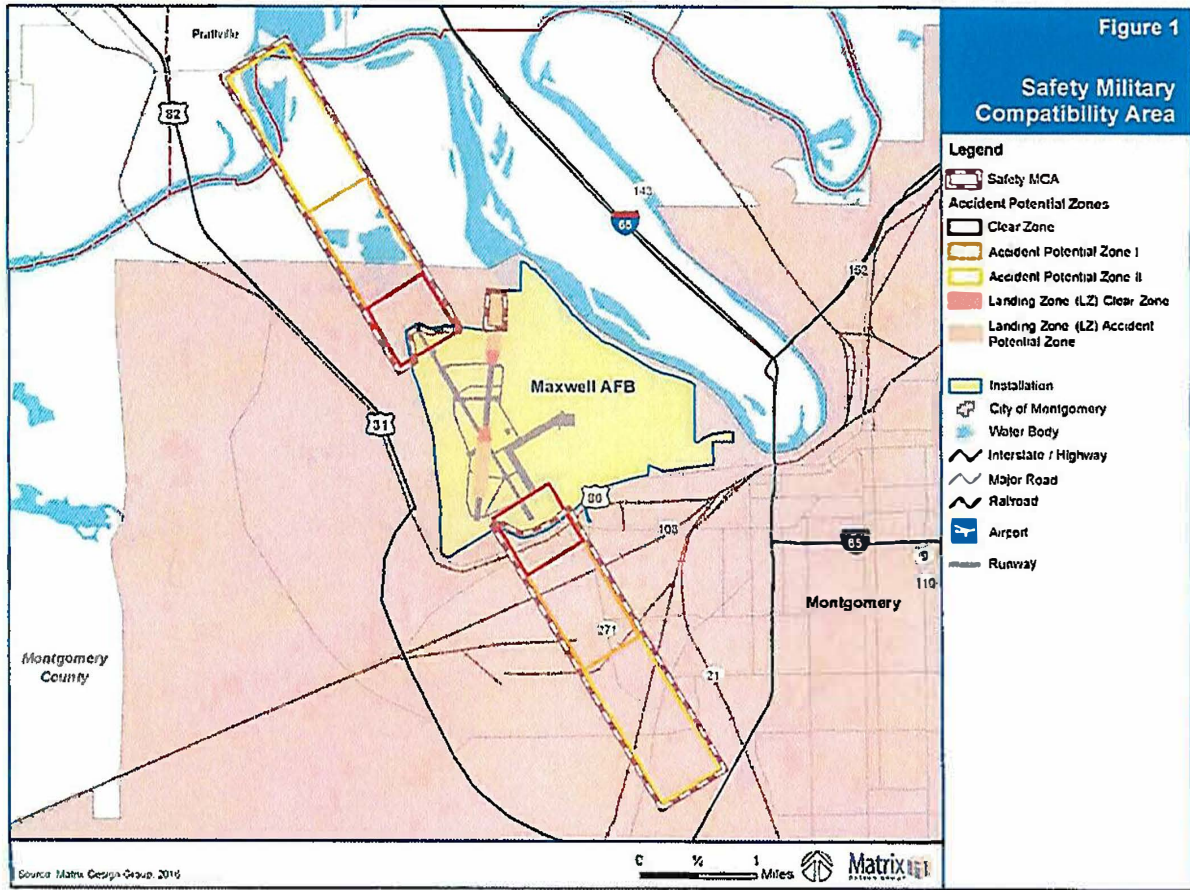 Figure 1
Safety Military
Compatibility Area
Legend
Safety MCA
Accident Potential Zones
Clear Zone
Accident Potential Zone I
Accident Potential Zone II
Landing Zone (LZ) Clear Zone
Landing Zone (LZ) Accident
Potential Zone
Installation
City of Montgomery
Water Body
Interstate / Highway
Major Road
Railroad
Airport
Runway
Prattville
82
143
65
152
Maxwell AFB
31
80
108
65
9
110
Montgomery
271
21
Montgomery
County
Source: Matrix Design Group, 2016
0 ½ 1
Miles
Matrix
DESIGN GROUP